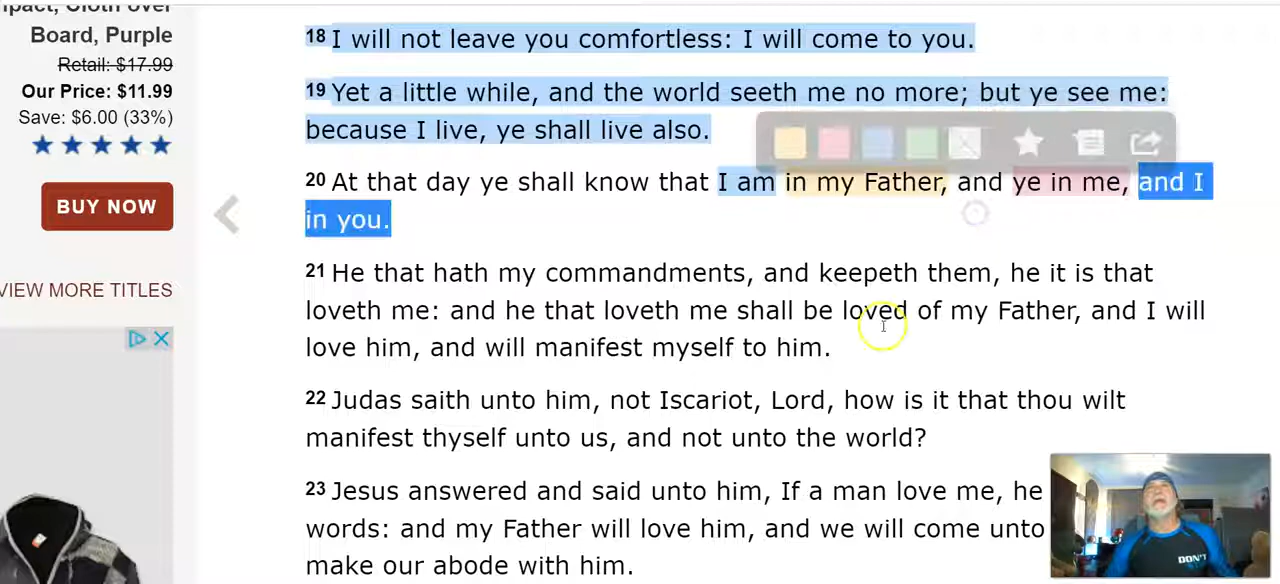 Board, Purple
Retail: $17.99
Our Price: $11.99
Save: $6.00 (33%)
BUY NOW
VIEW MORE TITLES
18 I will not leave you comfortless: I will come to you.
19 Yet a little while, and the world seeth me no more; but ye see me:
because I live, ye shall live also.
20 At that day ye shall know that I am in my Father, and ye in me, and I
in you.
21 He that hath my commandments, and keepeth them, he it is that
loveth me: and he that loveth me shall be loved of my Father, and I will
love him, and will manifest myself to him.
22 Judas saith unto him, not Iscariot, Lord, how is it that thou wilt
manifest thyself unto us, and not unto the world?
23 Jesus answered and said unto him, If a man love me, he
words: and my Father will love him, and we will come unto
make our abode with him.
DON'T